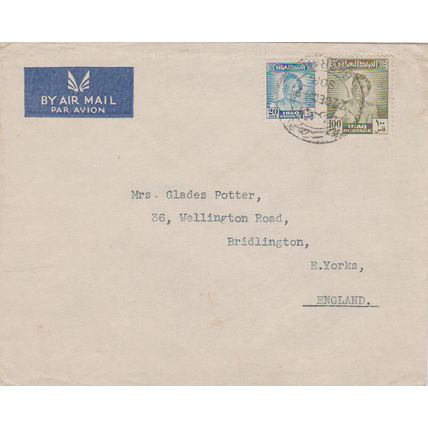 BY AIR MAIL
PAR AVION
20
IRAQ
100
IRAQ
POSTAGE
Mrs. Glades Potter,
36, Wellington Road,
Bridlington,
E.Yorks,
ENGLAND.